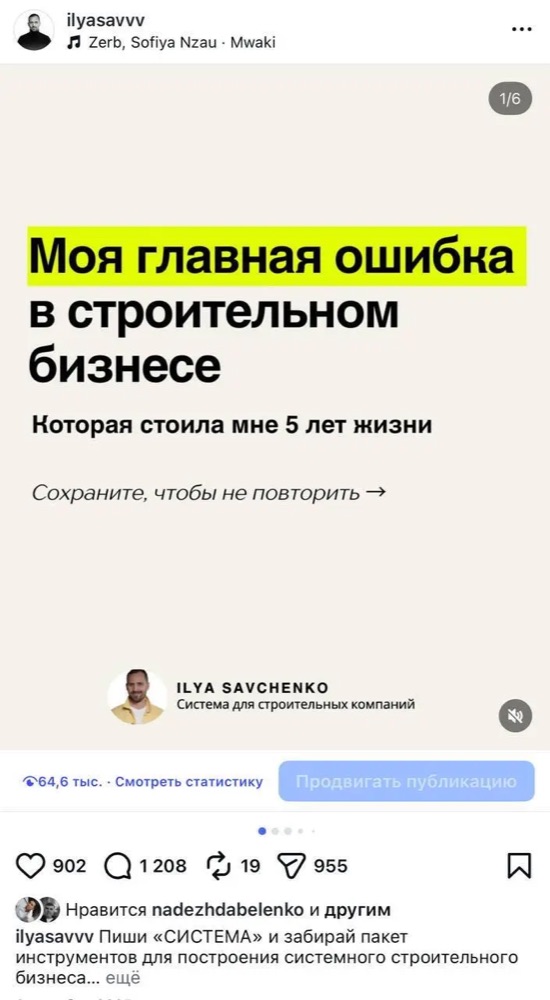 ilyasavvv
Zerb, Sofiya Nzau · Mwaki
1/6
Моя главная ошибка
в строительном
бизнесе
Которая стоила мне 5 лет жизни
Сохраните, чтобы не повторить →
ILYA SAVCHENKO
Система для строительных компаний
64,6 тыс. · Смотреть статистику
Продвигать публикацию
902 1 208 19 955
Нравится nadezhdabelenko и другим
ilyasavvv Пиши «СИСТЕМА» и забирай пакет
инструментов для построения системного строительного
бизнеса... ещё